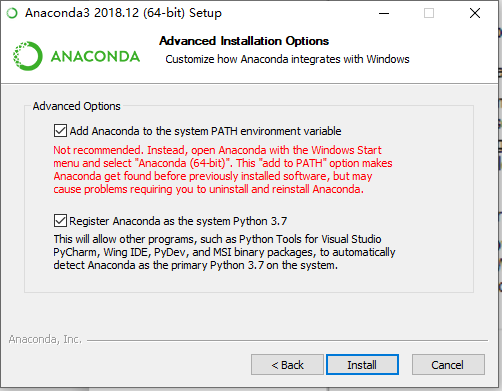 Anaconda3 2018.12 (64-bit) Setup
Advanced Installation Options
Customize how Anaconda integrates with Windows
ANACONDA
Advanced Options
Add Anaconda to the system PATH environment variable
Not recommended. Instead, open Anaconda with the Windows Start
menu and select "Anaconda (64-bit)". This "add to PATH" option makes
Anaconda get found before previously installed software, but may
cause problems requiring you to uninstall and reinstall Anaconda.
Register Anaconda as the system Python 3.7
This will allow other programs, such as Python Tools for Visual Studio
PyCharm, Wing IDE, PyDev, and MSI binary packages, to automatically
detect Anaconda as the primary Python 3.7 on the system.
Anaconda, Inc.
< Back
Install
Cancel